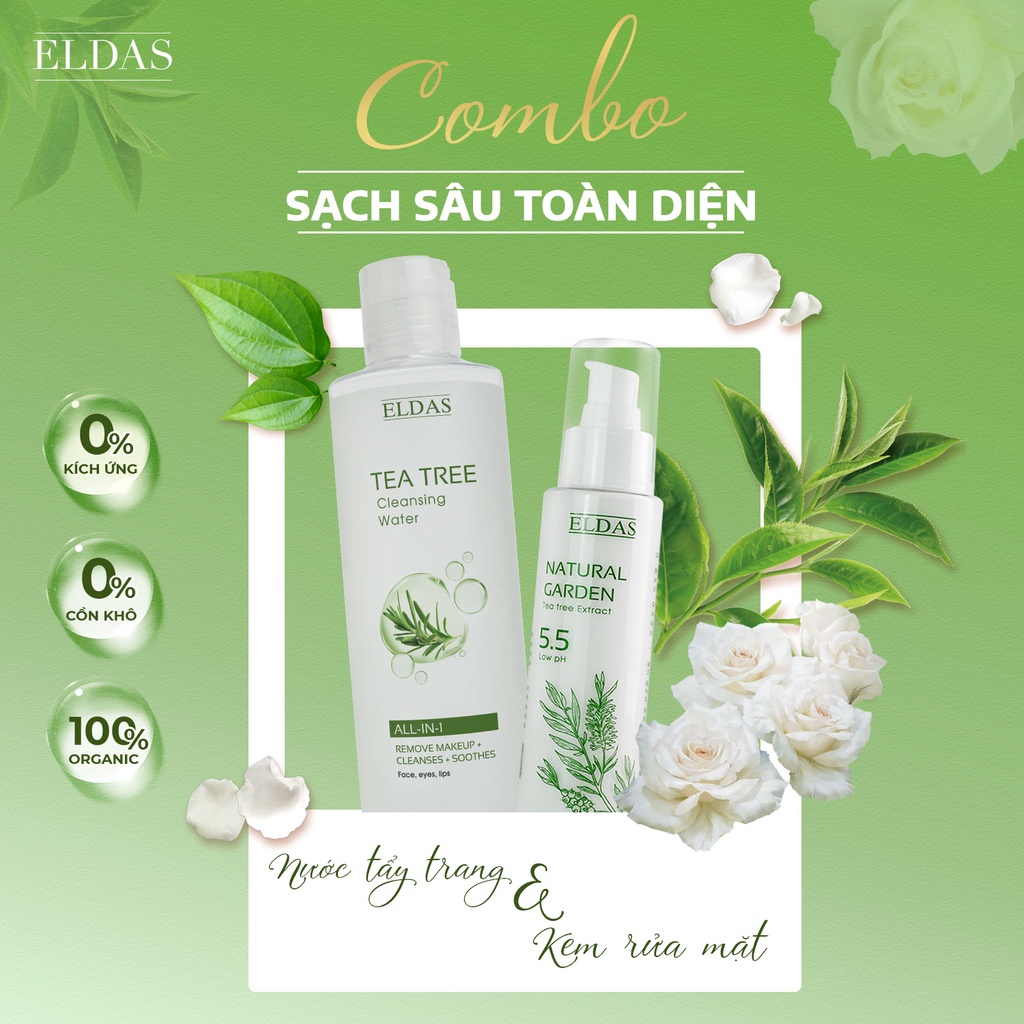 ELDAS
Combo
SẠCH SÂU TOÀN DIỆN
0%
KÍCH ỨNG
0%
CỒN KHÔ
100%
ORGANIC
ELDAS
TEA TREE
Cleansing
Water
ALL-IN-1
REMOVE MAKEUP +
CLEANSES + SOOTHES
Face, eyes, lips
ELDAS
NATURAL
GARDEN
Tea tree Extract
5.5
Low pH
Nước tẩy trang
&
Kem rửa mặt